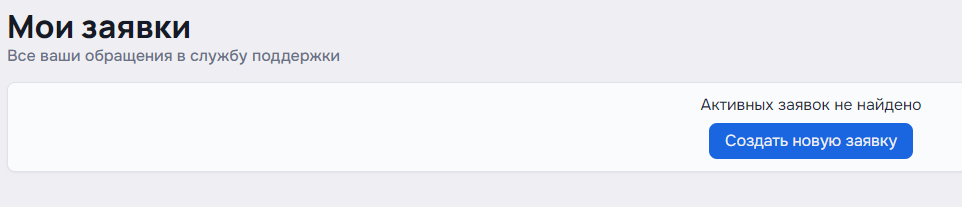 Мои заявки
Все ваши обращения в службу поддержки
Активных заявок не найдено
Создать новую заявку